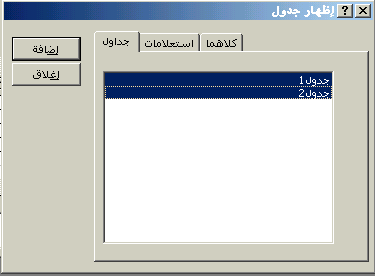 إظهار جدول
جداول استعلامات كلاهما
إضافة
إغلاق
جدول1
جدول2